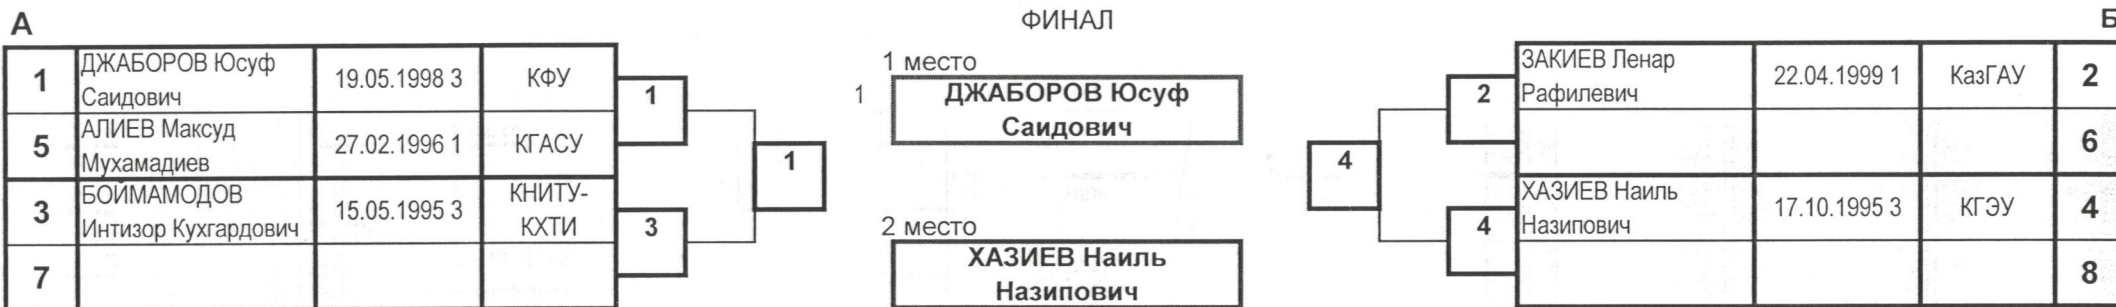 ФИНАЛ
А
Б
1
ДЖАБОРОВ Юсуф
Саидович
19.05.1998 3
КФУ
5
АЛИЕВ Максуд
Мухамадиев
27.02.1996 1
КГАСУ
3
БОЙМАМОДОВ
Интизор Кухгардович
15.05.1995 3
КНИТУ-
КХТИ
7
1
3
1
1 место
1
ДЖАБОРОВ Юсуф
Саидович
2 место
ХАЗИЕВ Наиль
Назипович
4
2
4
ЗАКИЕВ Ленар
Рафилевич
22.04.1999 1
КазГАУ
2
6
ХАЗИЕВ Наиль
Назипович
17.10.1995 3
КГЭУ
4
8